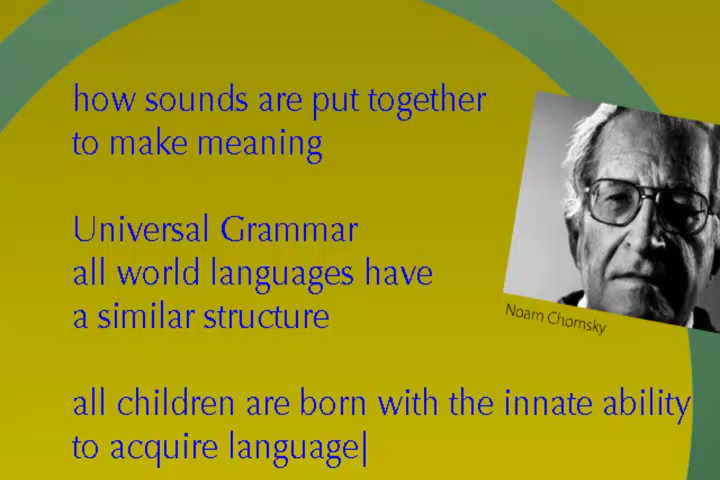 how sounds are put together
to make meaning
Universal Grammar
all world languages have
a similar structure
Noam Chomsky
all children are born with the innate ability
to acquire language